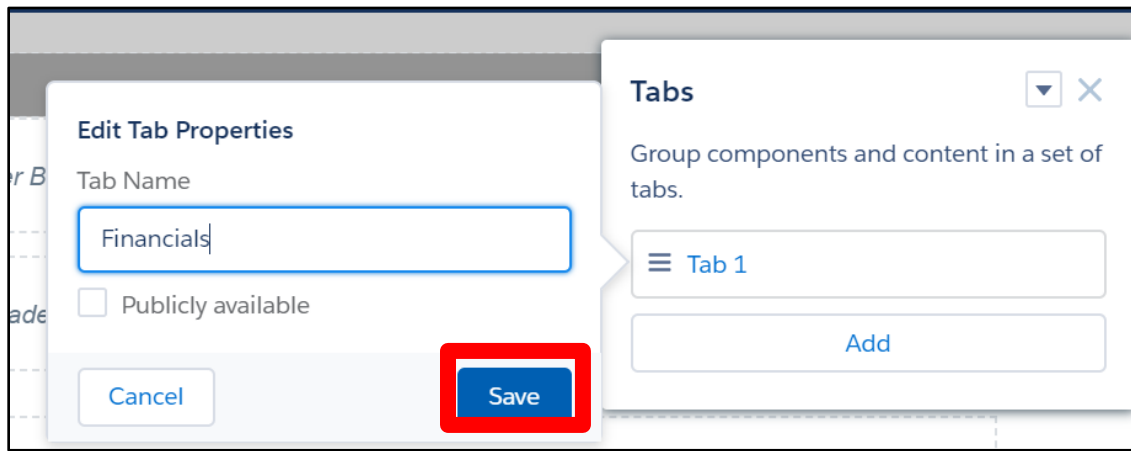 Tabs
Group components and content in a set of
tabs.
Tab 1
Add
Edit Tab Properties
Tab Name
Financials
Publicly available
Cancel
Save